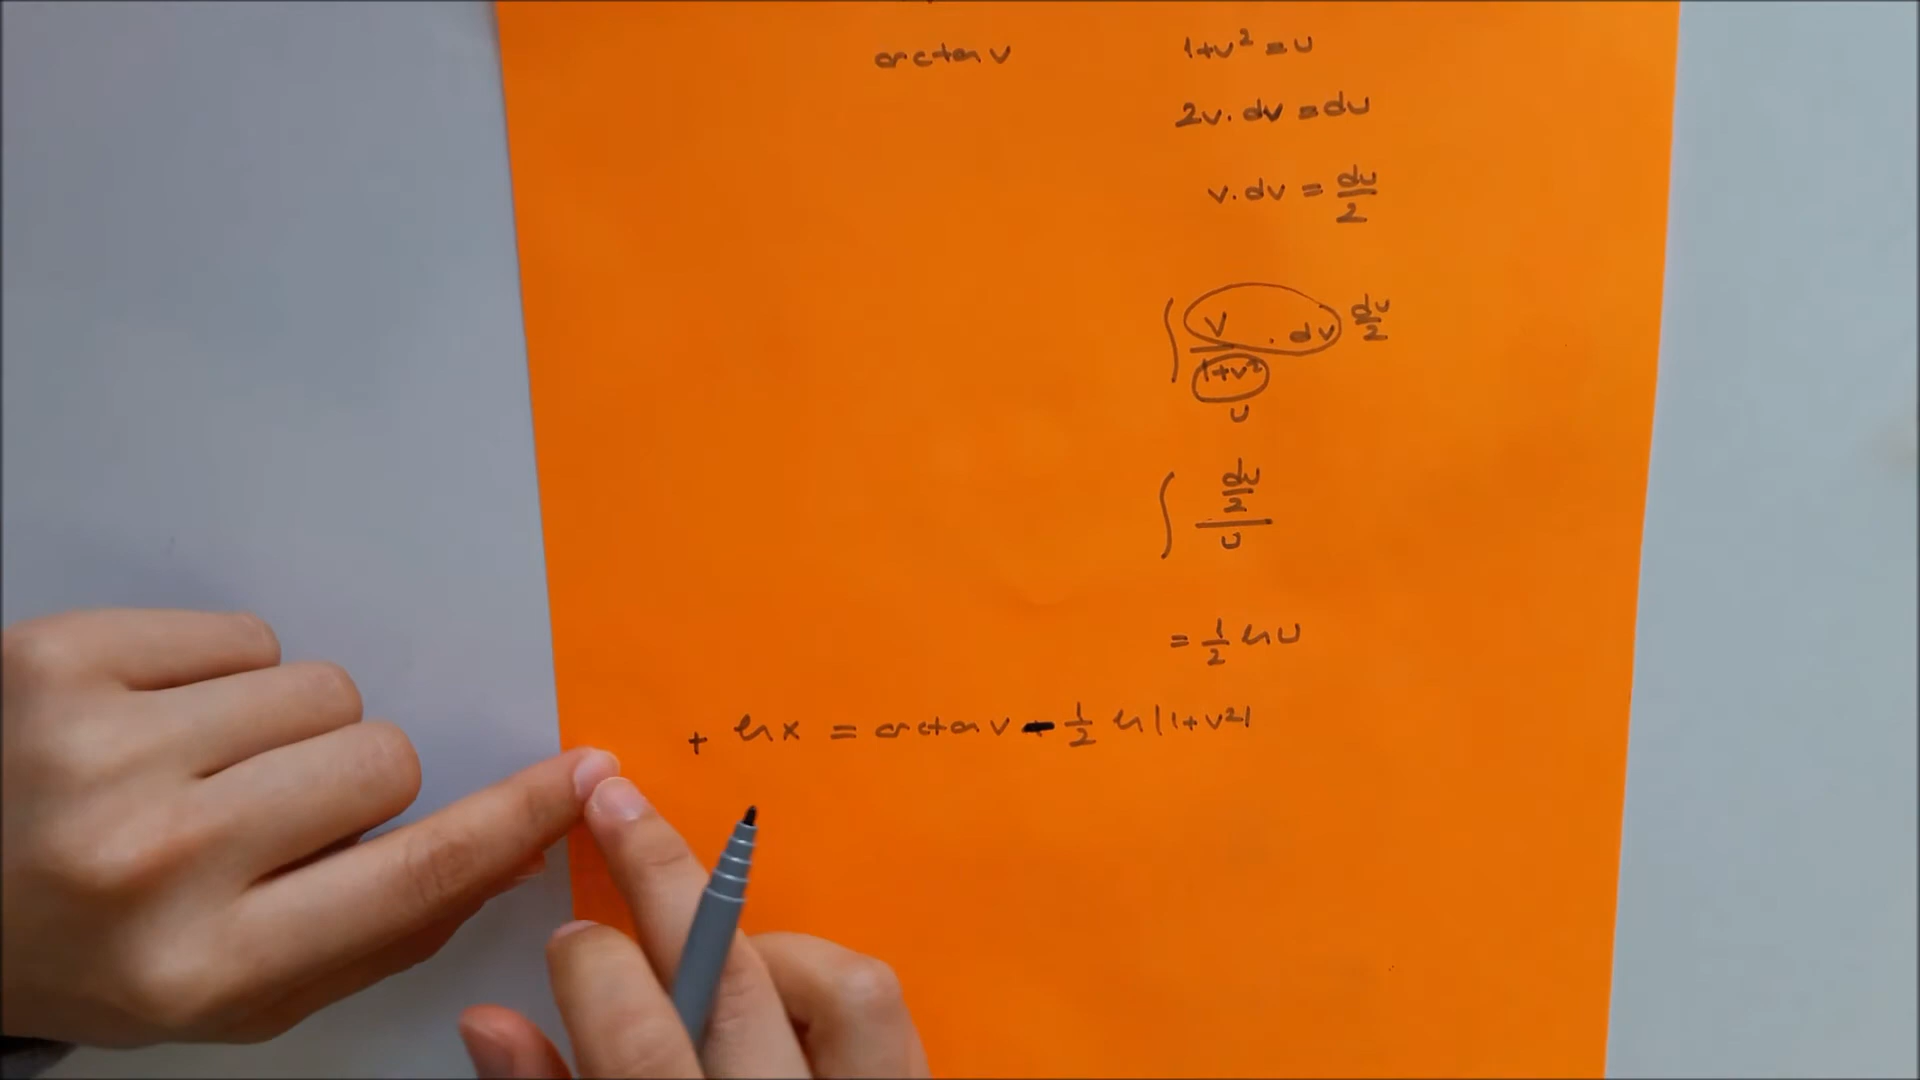 arctan v
1+v² = u
2v. dv = du
v. dv = du/2
∫ v/(1+v²) . dv du/2
u
∫ (du/2)/u
= 1/2 ln u
+ ln x = arctan v - 1/2 ln |1+v²|